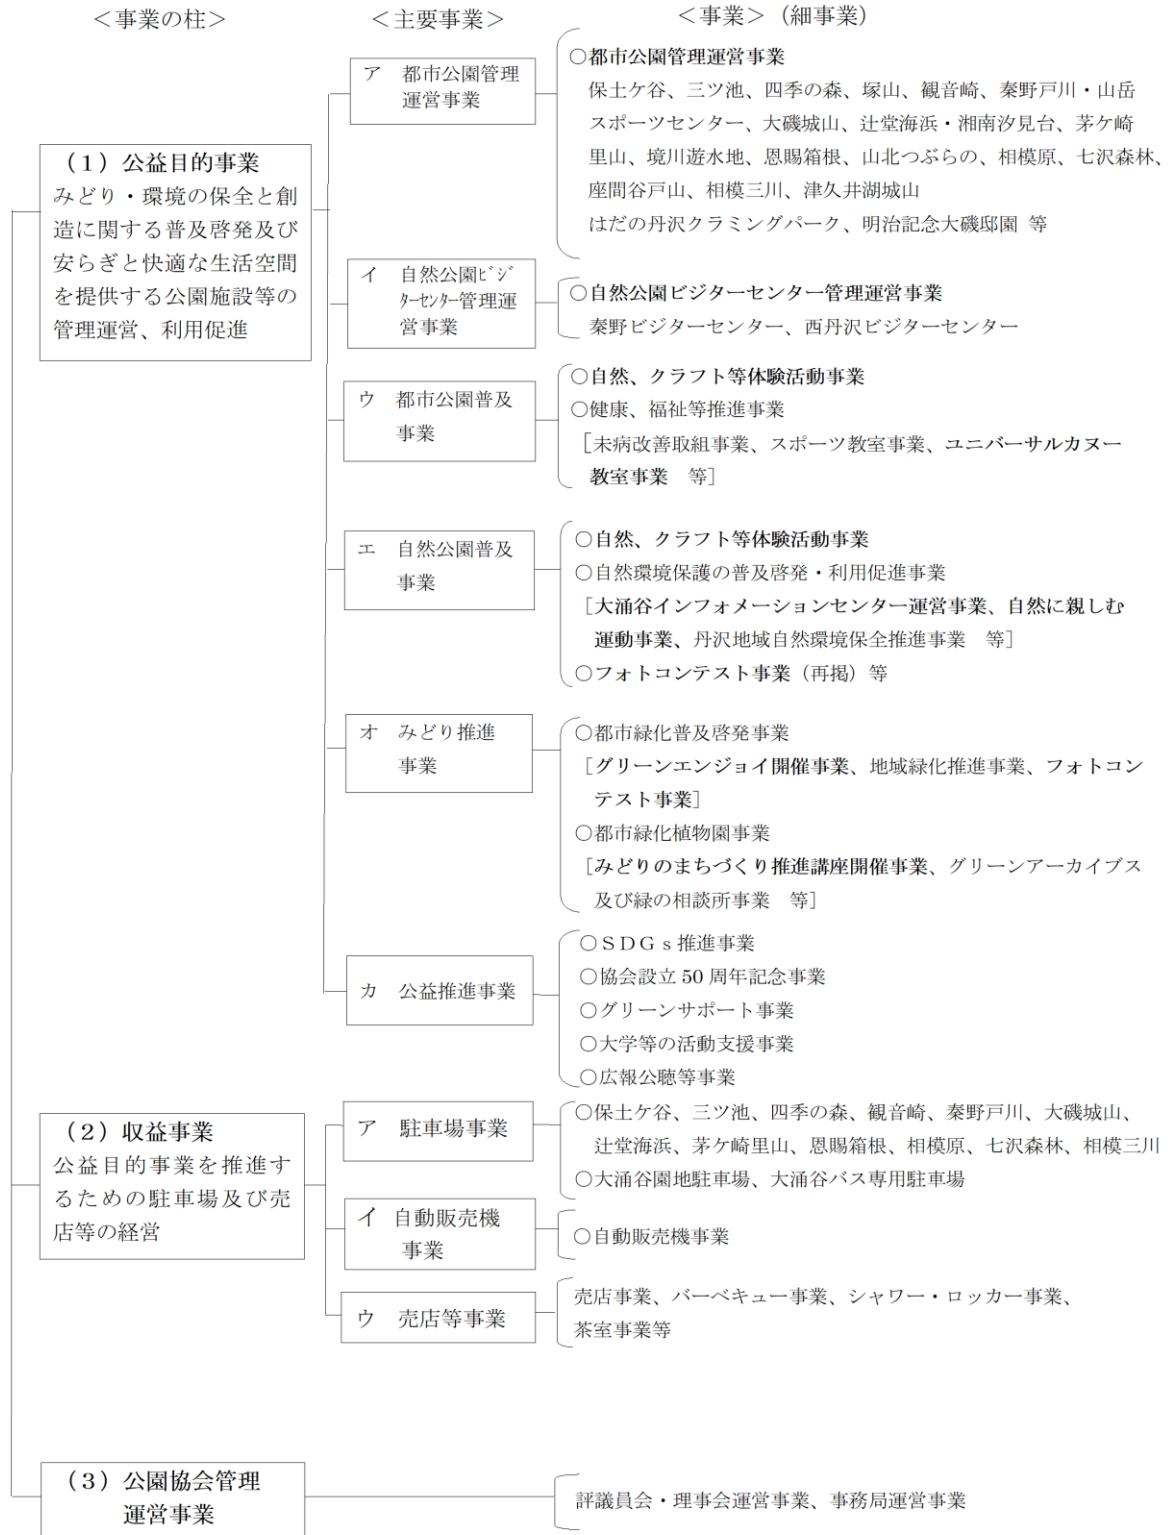 ＜事業の柱＞
＜主要事業＞
＜事業＞（細事業）
（１）公益目的事業
みどり・環境の保全と創
造に関する普及啓発及び
安らぎと快適な生活空間
を提供する公園施設等の
管理運営、利用促進
ア　都市公園管理
運営事業
○都市公園管理運営事業
保土ケ谷、三ツ池、四季の森、塚山、観音崎、秦野戸川・山岳
スポーツセンター、大磯城山、辻堂海浜・湘南汐見台、茅ケ崎
里山、境川遊水地、恩賜箱根、山北つぶらの、相模原、七沢森林、
座間谷戸山、相模三川、津久井湖城山
はだの丹沢クラミングパーク、明治記念大磯邸園 等
イ　自然公園ﾋﾞｼﾞ
ﾀｰｾﾝﾀｰ管理運
営事業
○自然公園ビジターセンター管理運営事業
秦野ビジターセンター、西丹沢ビジターセンター
ウ　都市公園普及
事業
○自然、クラフト等体験活動事業
○健康、福祉等推進事業
［未病改善取組事業、スポーツ教室事業、ユニバーサルカヌー
教室事業　等］
エ　自然公園普及
事業
○自然、クラフト等体験活動事業
○自然環境保護の普及啓発・利用促進事業
［大涌谷インフォメーションセンター運営事業、自然に親しむ
運動事業、丹沢地域自然環境保全推進事業　等］
○フォトコンテスト事業（再掲）等
オ　みどり推進
事業
○都市緑化普及啓発事業
［グリーンエンジョイ開催事業、地域緑化推進事業、フォトコン
テスト事業］
○都市緑化植物園事業
［みどりのまちづくり推進講座開催事業、グリーンアーカイブス
及び緑の相談所事業　等］
カ　公益推進事業
○ＳＤＧｓ推進事業
○協会設立 50 周年記念事業
○グリーンサポート事業
○大学等の活動支援事業
○広報公聴等事業
（２）収益事業
公益目的事業を推進す
るための駐車場及び売
店等の経営
ア　駐車場事業
○保土ケ谷、三ツ池、四季の森、観音崎、秦野戸川、大磯城山、
辻堂海浜、茅ケ崎里山、恩賜箱根、相模原、七沢森林、相模三川
○大涌谷園地駐車場、大涌谷バス専用駐車場
イ　自動販売機
事業
○自動販売機事業
ウ　売店等事業
売店事業、バーベキュー事業、シャワー・ロッカー事業、
茶室事業等
（３）公園協会管理
運営事業
評議員会・理事会運営事業、事務局運営事業